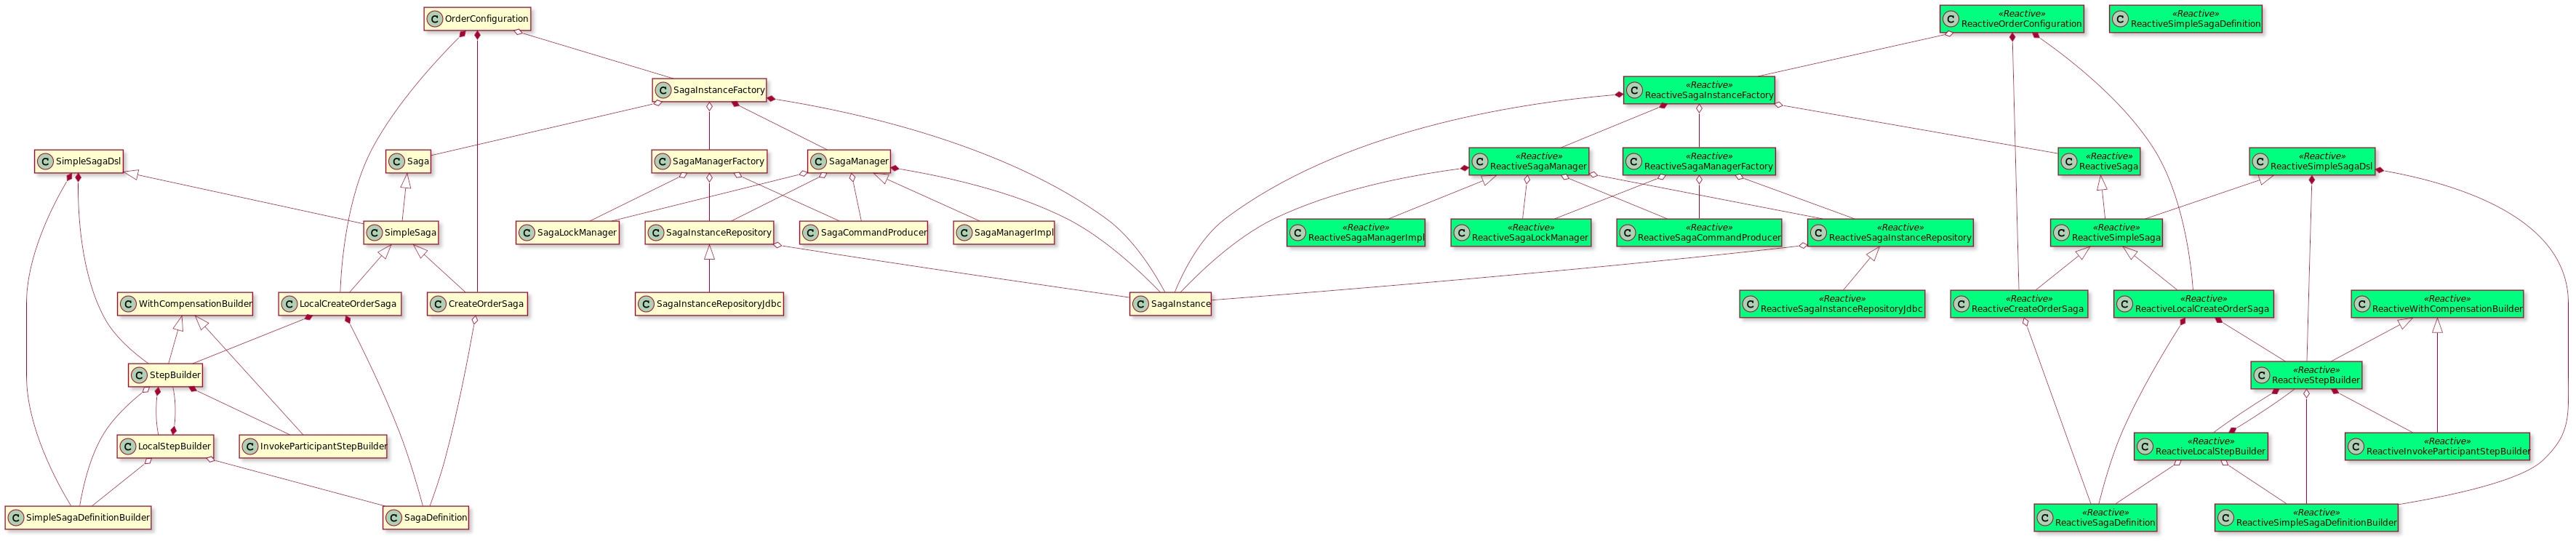 C OrderConfiguration
C «Reactive»
ReactiveOrderConfiguration
C «Reactive»
ReactiveSimpleSagaDefinition
C SagaInstanceFactory
C «Reactive»
ReactiveSagaInstanceFactory
C SimpleSagaDsl
C Saga
C SagaManagerFactory
C SagaManager
C «Reactive»
ReactiveSagaManager
C «Reactive»
ReactiveSagaManagerFactory
C «Reactive»
ReactiveSaga
C «Reactive»
ReactiveSimpleSagaDsl
C SimpleSaga
C SagaLockManager
C SagaInstanceRepository
C SagaCommandProducer
C SagaManagerImpl
C «Reactive»
ReactiveSagaManagerImpl
C «Reactive»
ReactiveSagaLockManager
C «Reactive»
ReactiveSagaCommandProducer
C «Reactive»
ReactiveSagaInstanceRepository
C «Reactive»
ReactiveSimpleSaga
C WithCompensationBuilder
C LocalCreateOrderSaga
C CreateOrderSaga
C SagaInstanceRepositoryJdbc
C SagaInstance
C «Reactive»
ReactiveSagaInstanceRepositoryJdbc
C «Reactive»
ReactiveCreateOrderSaga
C «Reactive»
ReactiveLocalCreateOrderSaga
C «Reactive»
ReactiveWithCompensationBuilder
C StepBuilder
C «Reactive»
ReactiveStepBuilder
C LocalStepBuilder
C InvokeParticipantStepBuilder
C «Reactive»
ReactiveLocalStepBuilder
C «Reactive»
ReactiveInvokeParticipantStepBuilder
C SimpleSagaDefinitionBuilder
C SagaDefinition
C «Reactive»
ReactiveSagaDefinition
C «Reactive»
ReactiveSimpleSagaDefinitionBuilder